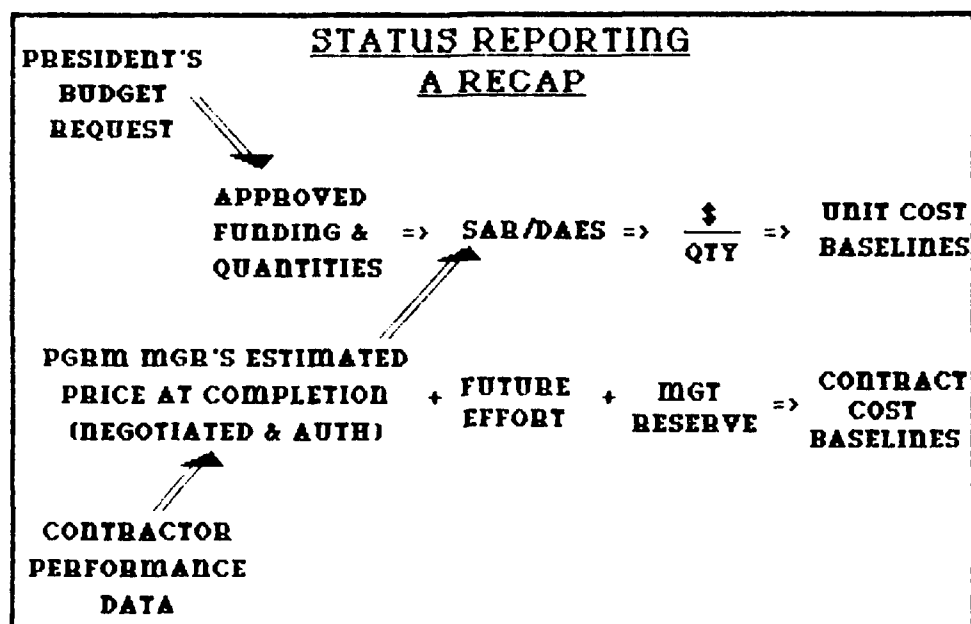 STATUS REPORTING
A RECAP
PRESIDENT'S
BUDGET
REQUEST
APPROVED
FUNDING &
QUANTITIES
=>
SAR/DAES
=>
$
QTY
=>
UNIT COST
BASELINES
PGRM MGR'S ESTIMATED
PRICE AT COMPLETION
(NEGOTIATED & AUTH)
+
FUTURE
EFFORT
+
MGT
RESERVE
=>
CONTRACT
COST
BASELINES
CONTRACTOR
PERFORMANCE
DATA